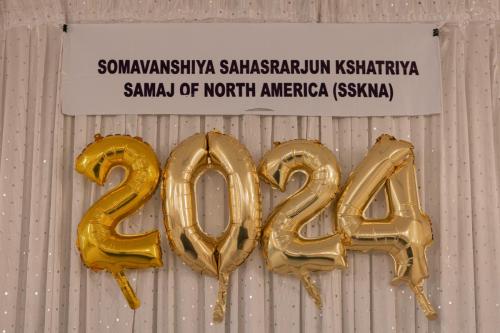 SOMAVANSHIYA SAHASRARJUN KSHATRIYA
SAMAJ OF NORTH AMERICA (SSKNA)
2024